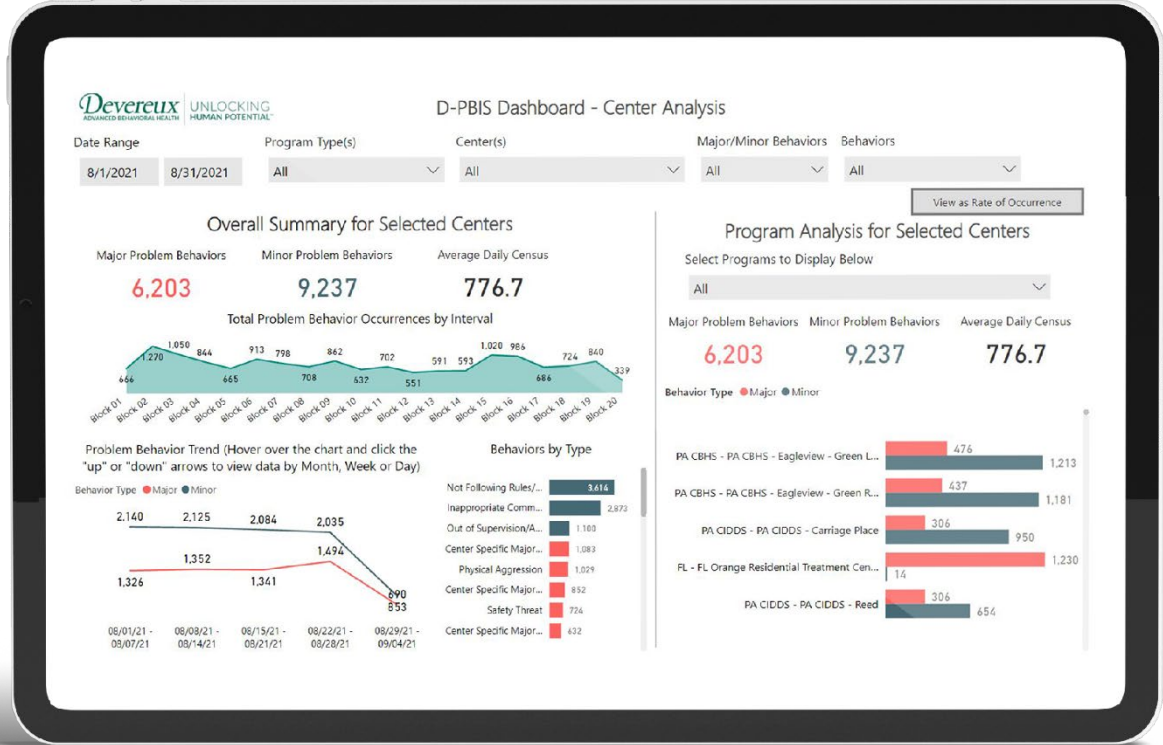 Devereux
ADVANCED BEHAVIORAL HEALTH
UNLOCKING
HUMAN POTENTIAL
D-PBIS Dashboard - Center Analysis
Date Range
Program Type(s)
Center(s)
Major/Minor Behaviors
Behaviors
8/1/2021
8/31/2021
All
All
All
All
View as Rate of Occurrence
Overall Summary for Selected Centers
Major Problem Behaviors
Minor Problem Behaviors
Average Daily Census
6,203
9,237
776.7
Total Problem Behavior Occurrences by Interval
666
1,270
1,050
844
665
913
798
708
862
632
702
551
591
593
1,020
986
686
724
840
339
Block 01
Block 02
Block 03
Block 04
Block 05
Block 06
Block 07
Block 08
Block 09
Block 10
Block 11
Block 12
Block 13
Block 14
Block 15
Block 16
Block 17
Block 18
Block 19
Block 20
Problem Behavior Trend (Hover over the chart and click the
"up" or "down" arrows to view data by Month, Week or Day)
Behavior Type Major Minor
2,140
2,125
2,084
2,035
690
1,326
1,352
1,341
1,494
853
08/01/21 -
08/07/21
08/08/21 -
08/14/21
08/15/21 -
08/21/21
08/22/21 -
08/28/21
08/29/21 -
09/04/21
Behaviors by Type
Not Following Rules/... 3,614
Inappropriate Comm... 2,873
Out of Supervision/A... 1,100
Center Specific Major... 1,083
Physical Aggression 1,029
Center Specific Major... 852
Safety Threat 724
Center Specific Major... 632
Program Analysis for Selected Centers
Select Programs to Display Below
All
Major Problem Behaviors
Minor Problem Behaviors
Average Daily Census
6,203
9,237
776.7
Behavior Type Major Minor
PA CBHS - PA CBHS - Eagleview - Green L...
476
1,213
PA CBHS - PA CBHS - Eagleview - Green R...
437
1,181
PA CIDDS - PA CIDDS - Carriage Place
306
950
FL - FL Orange Residential Treatment Cen...
1,230
14
PA CIDDS - PA CIDDS - Reed
306
654